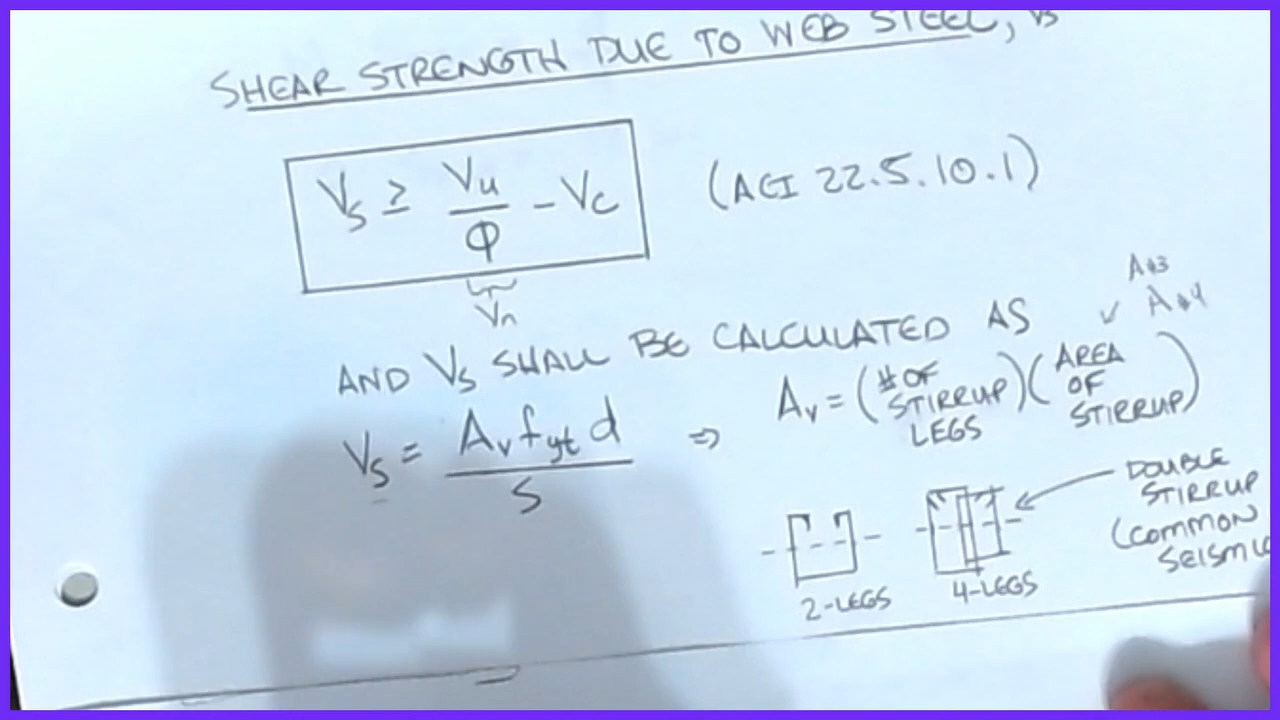 SHEAR STRENGTH DUE TO WEB STEEL, Vs
Vs ≥ Vu/Φ - Vc (ACI 22.5.10.1)
Vn
AND Vs SHALL BE CALCULATED AS
A#3
✓ A#4
Vs = Av fyt d / S ⇒ Av = (# OF STIRRUP LEGS)(AREA OF STIRRUP)
2-LEGS
4-LEGS
DOUBLE
STIRRUP
(COMMON
SEISMIC